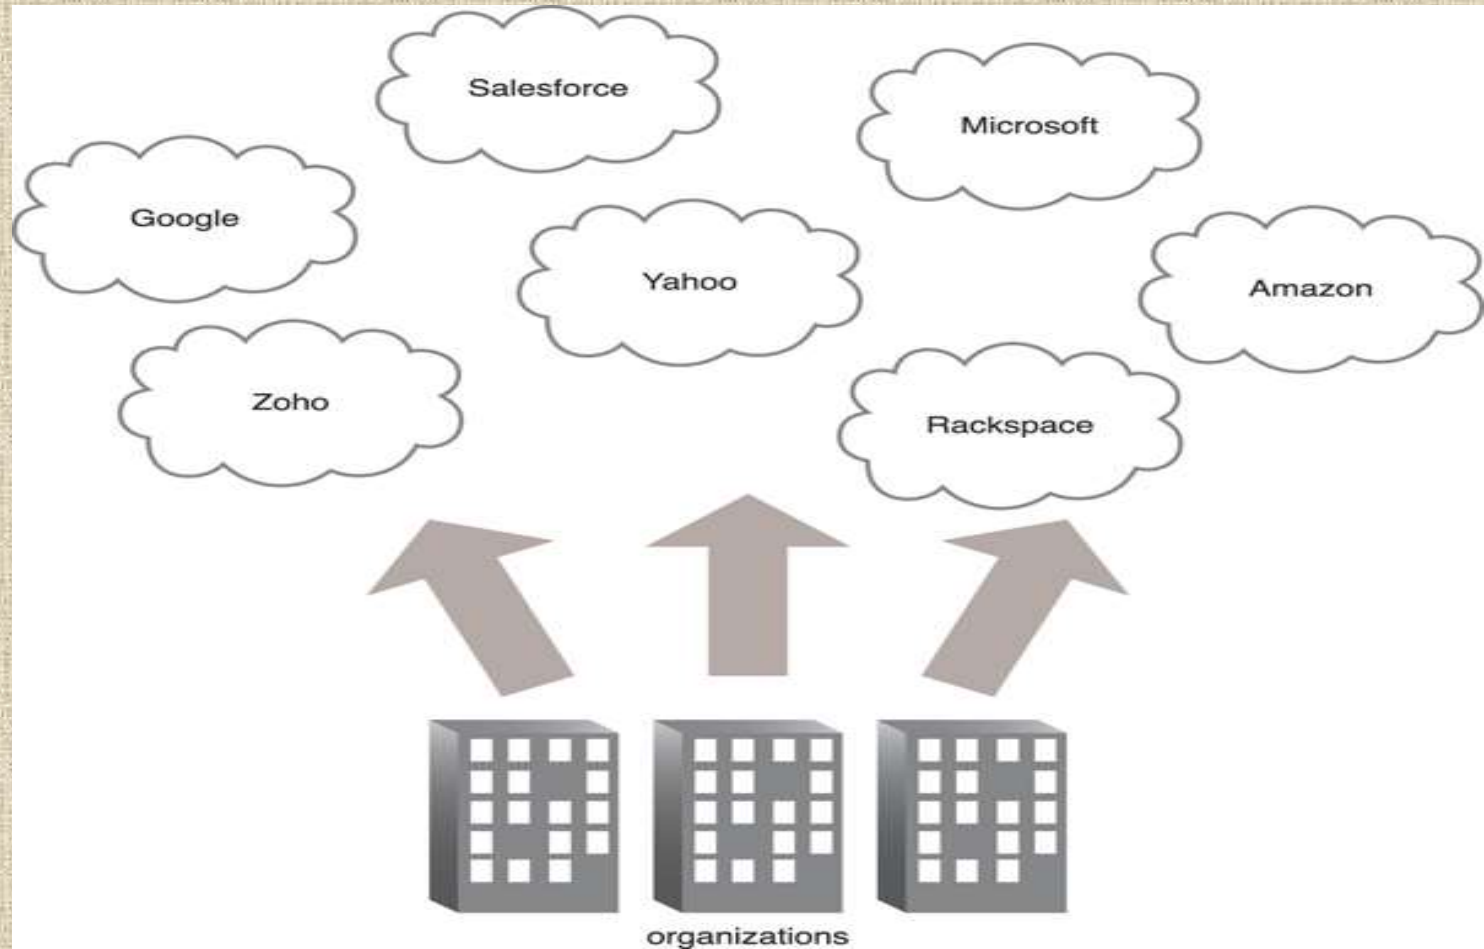 Salesforce
Microsoft
Google
Yahoo
Amazon
Zoho
Rackspace
organizations